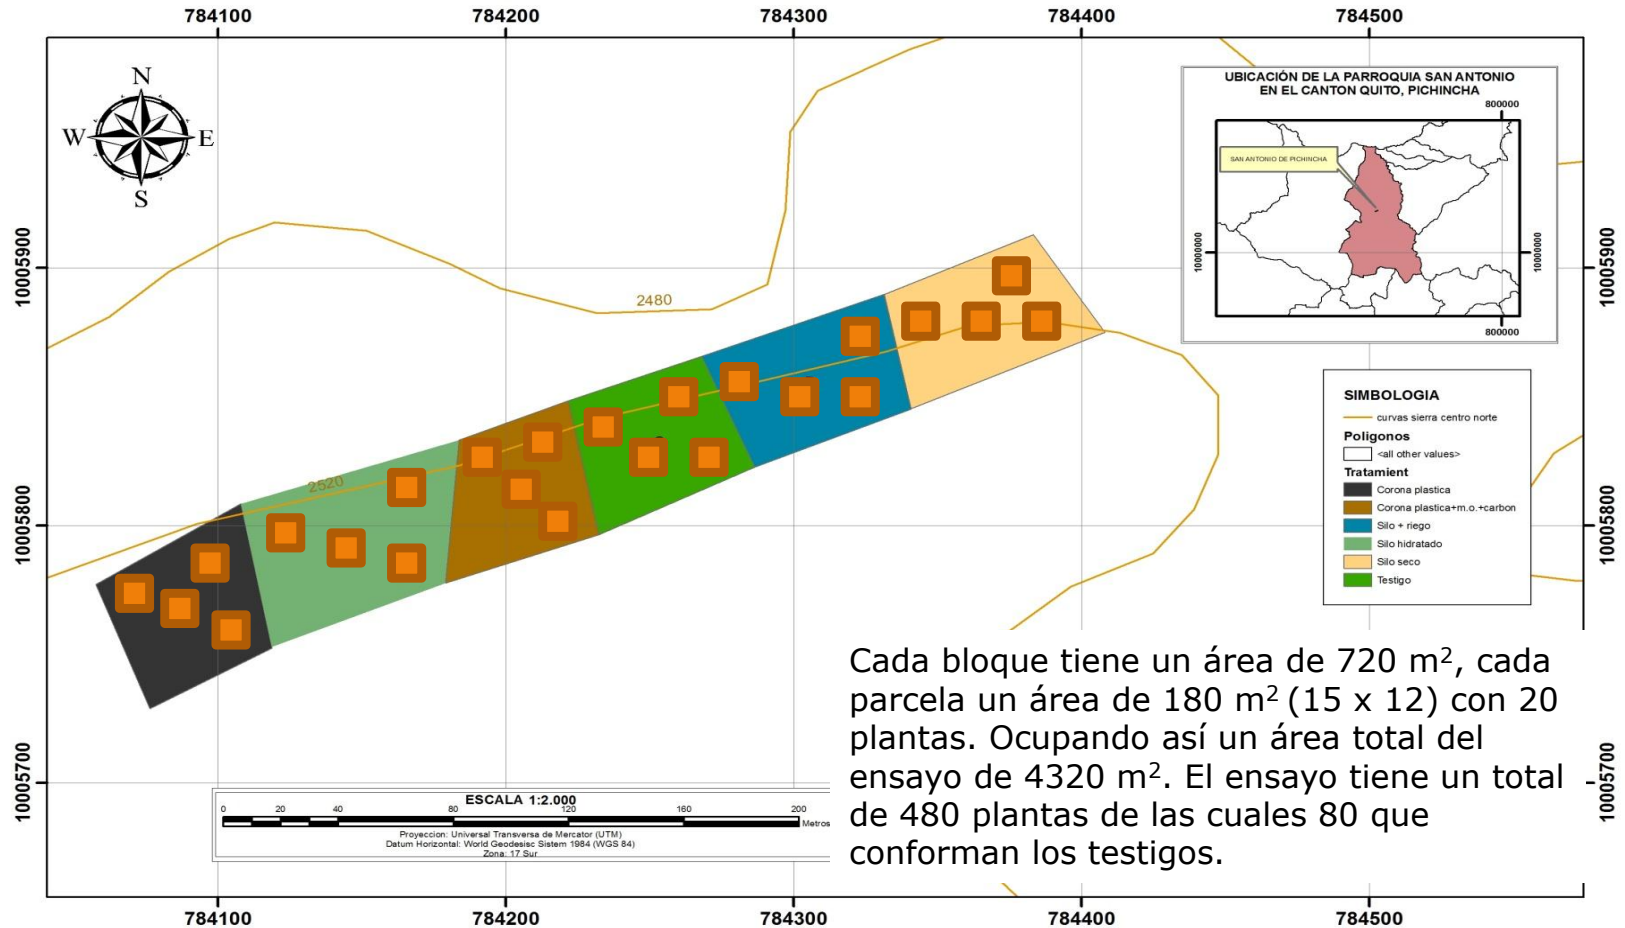 784100 784200 784300 784400 784500
N
W E
S
UBICACIÓN DE LA PARROQUIA SAN ANTONIO
EN EL CANTON QUITO, PICHINCHA
800000
SAN ANTONIO DE PICHINCHA
10000000 10000000
800000
10005900 10005900
2480
2520
SIMBOLOGIA
curvas sierra centro norte
Poligonos
<all other values>
Tratamient
Corona plastica
Corona plastica+m.o.+carbon
Silo + riego
Silo hidratado
Silo seco
Testigo
10005800 10005800
Cada bloque tiene un área de 720 m², cada
parcela un área de 180 m² (15 x 12) con 20
plantas. Ocupando así un área total del
ensayo de 4320 m². El ensayo tiene un total
de 480 plantas de las cuales 80 que
conforman los testigos.
10005700 10005700
ESCALA 1:2.000
0 20 40 80 120 160 200
Metros
Proyeccion: Universal Transversa de Mercator (UTM)
Datum Horizontal: World Geodesisc Sistem 1984 (WGS 84)
Zona: 17 Sur
784100 784200 784300 784400 784500